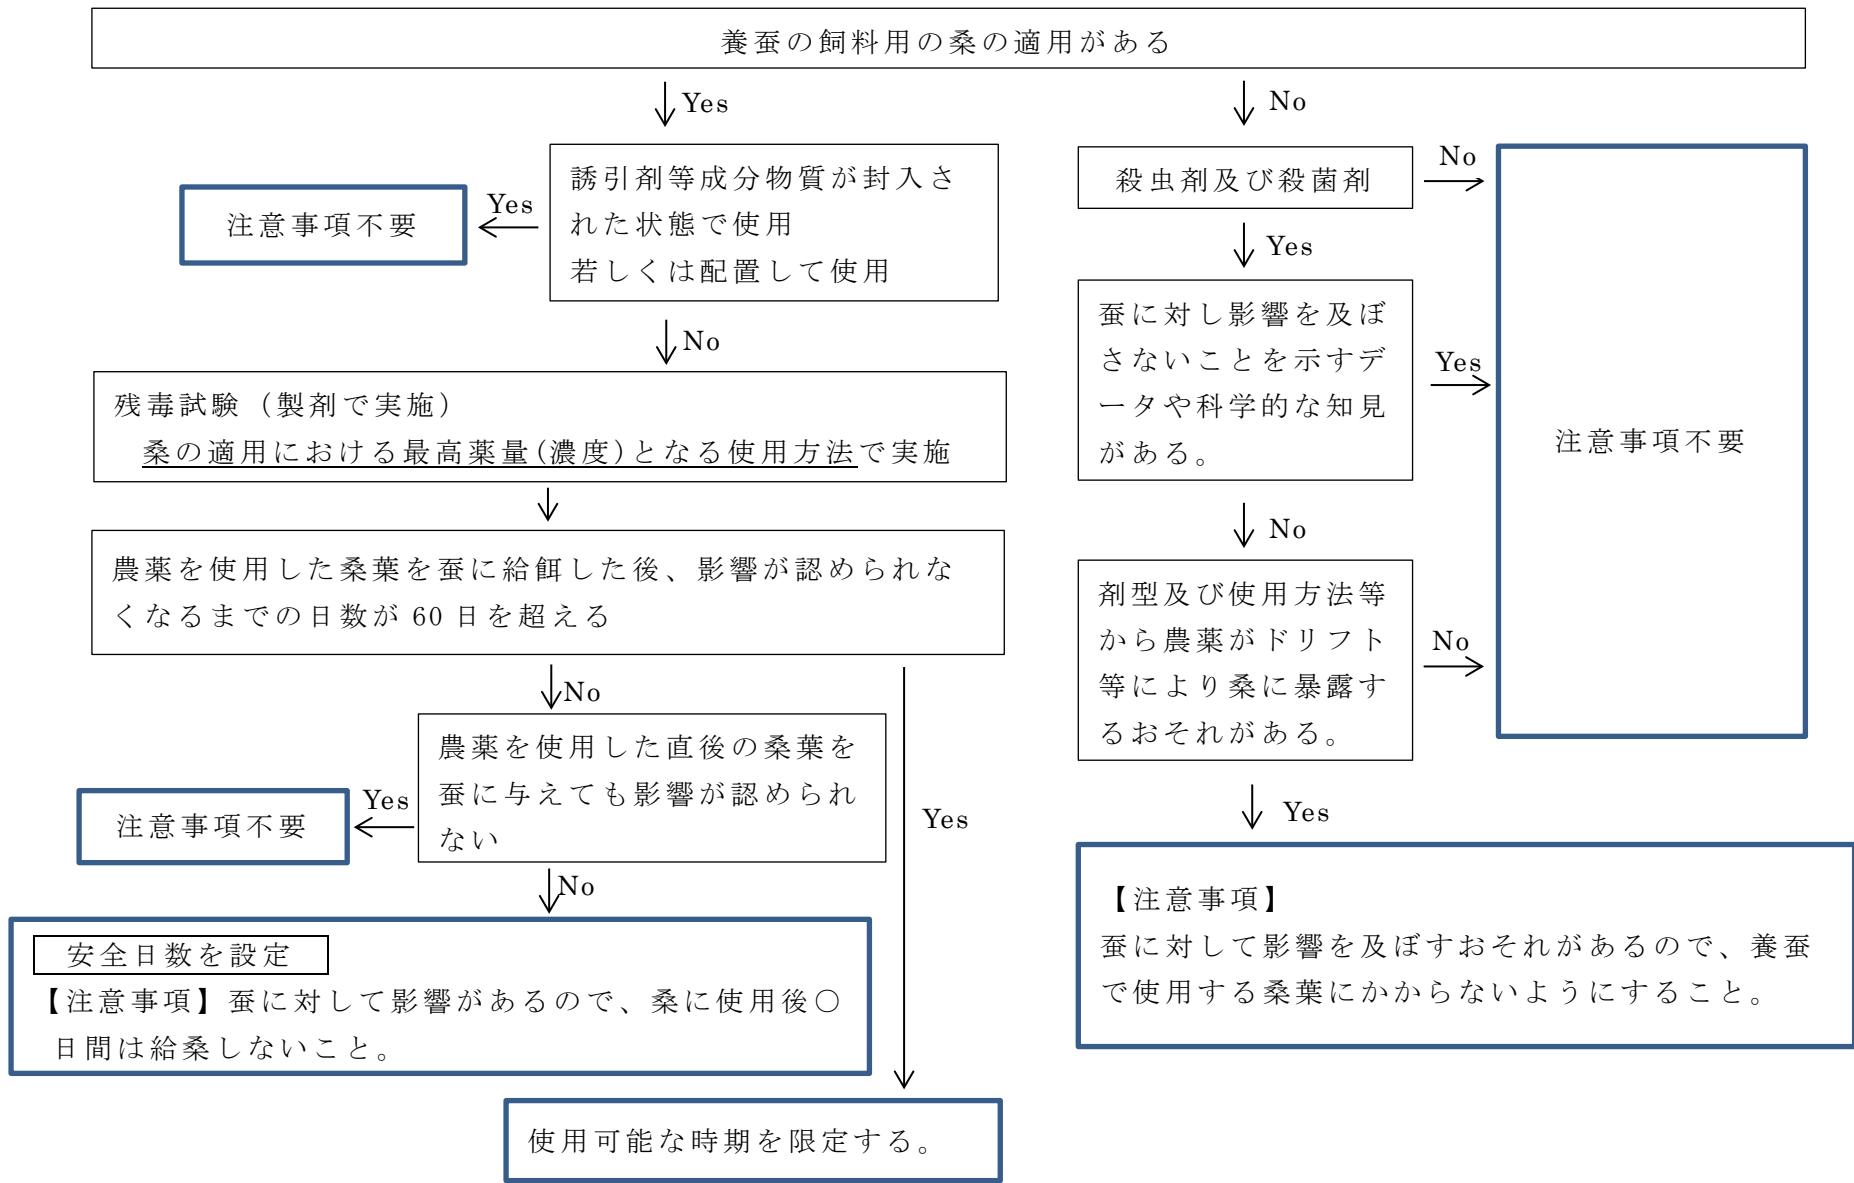 養蚕の飼料用の桑の適用がある
Yes
No
誘引剤等成分物質が封入さ
れた状態で使用
若しくは配置して使用
Yes
注意事項不要
No
残毒試験（製剤で実施）
桑の適用における最高薬量(濃度)となる使用方法で実施
農薬を使用した桑葉を蚕に給餌した後、影響が認められな
くなるまでの日数が 60 日を超える
No
農薬を使用した直後の桑葉を
蚕に与えても影響が認められ
ない
Yes
注意事項不要
No
安全日数を設定
【注意事項】蚕に対して影響があるので、桑に使用後〇
日間は給桑しないこと。
Yes
使用可能な時期を限定する。
殺虫剤及び殺菌剤
No
Yes
蚕に対し影響を及ぼ
さないことを示すデ
ータや科学的な知見
がある。
Yes
注意事項不要
No
剤型及び使用方法等
から農薬がドリフト
等により桑に暴露す
るおそれがある。
No
Yes
【注意事項】
蚕に対して影響を及ぼすおそれがあるので、養蚕
で使用する桑葉にかからないようにすること。